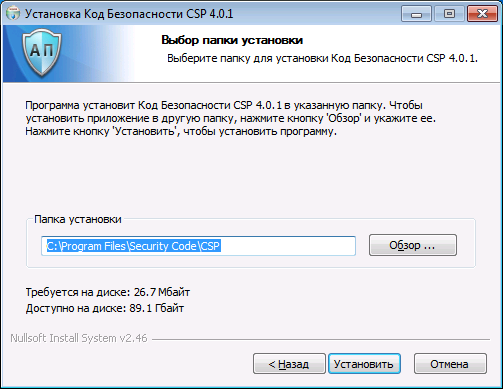 Установка Код Безопасности CSP 4.0.1
АП
Выбор папки установки
Выберите папку для установки Код Безопасности CSP 4.0.1.
Программа установит Код Безопасности CSP 4.0.1 в указанную папку. Чтобы
установить приложение в другую папку, нажмите кнопку 'Обзор' и укажите ее.
Нажмите кнопку 'Установить', чтобы установить программу.
Папка установки
C:\Program Files\Security Code\CSP
Обзор ...
Требуется на диске: 26.7 Мбайт
Доступно на диске: 89.1 Гбайт
Nullsoft Install System v2.46
< Назад
Установить
Отмена